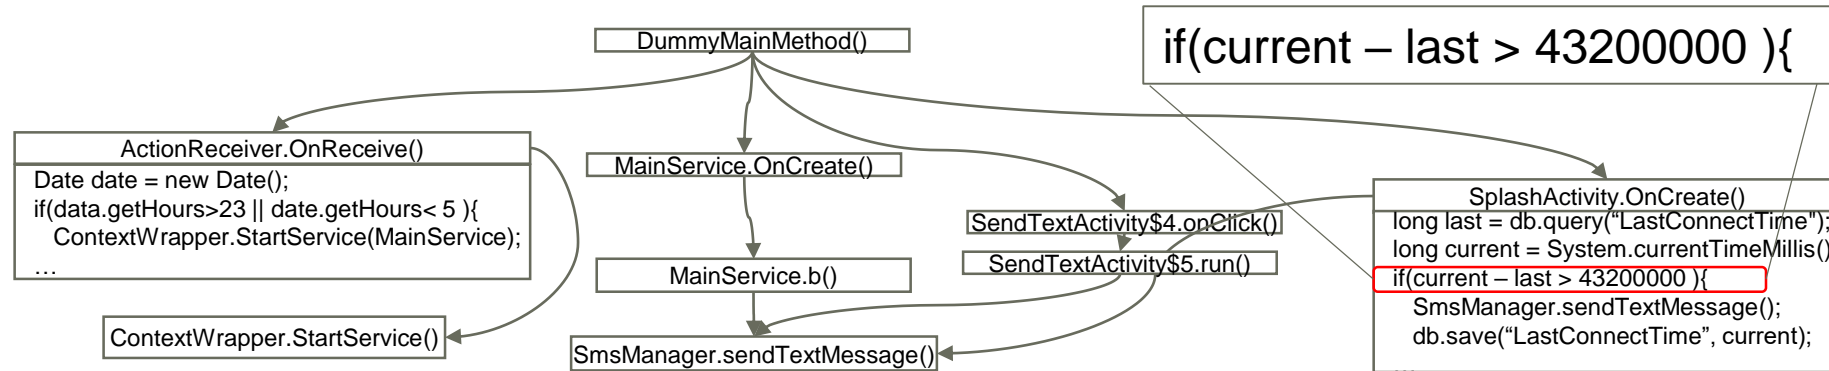 DummyMainMethod()
if(current – last > 43200000 ){
ActionReceiver.OnReceive()
Date date = new Date();
if(data.getHours>23 || date.getHours< 5 ){
ContextWrapper.StartService(MainService);
…
MainService.OnCreate()
SendTextActivity$4.onClick()
SendTextActivity$5.run()
MainService.b()
ContextWrapper.StartService()
SmsManager.sendTextMessage()
SplashActivity.OnCreate()
long last = db.query(“LastConnectTime”);
long current = System.currentTimeMillis()
if(current – last > 43200000 ){
SmsManager.sendTextMessage();
db.save(“LastConnectTime”, current);
…